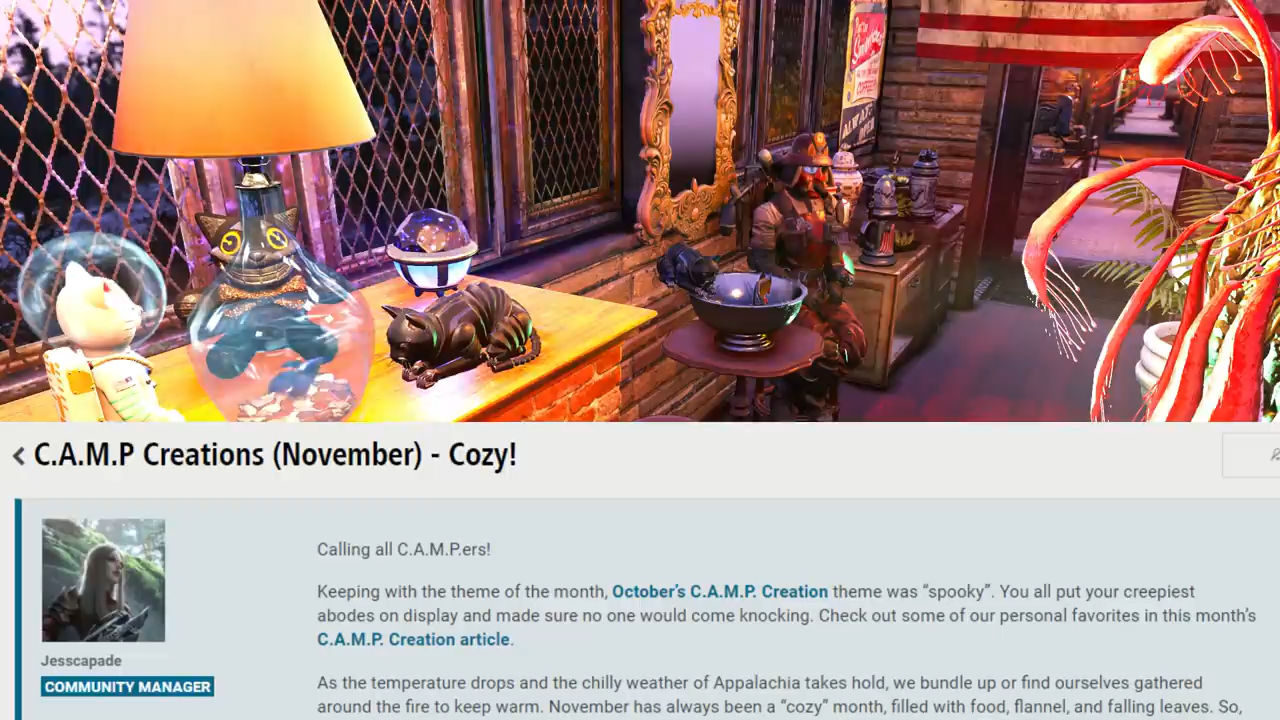 COFFEE!
C.A.M.P Creations (November) - Cozy!
Calling all C.A.M.P.ers!
Keeping with the theme of the month, October's C.A.M.P. Creation theme was “spooky”. You all put your creepiest
abodes on display and made sure no one would come knocking. Check out some of our personal favorites in this month's
C.A.M.P. Creation article.
Jesscapade
COMMUNITY MANAGER
As the temperature drops and the chilly weather of Appalachia takes hold, we bundle up or find ourselves gathered
around the fire to keep warm. November has always been a “cozy” month, filled with food, flannel, and falling leaves. So,